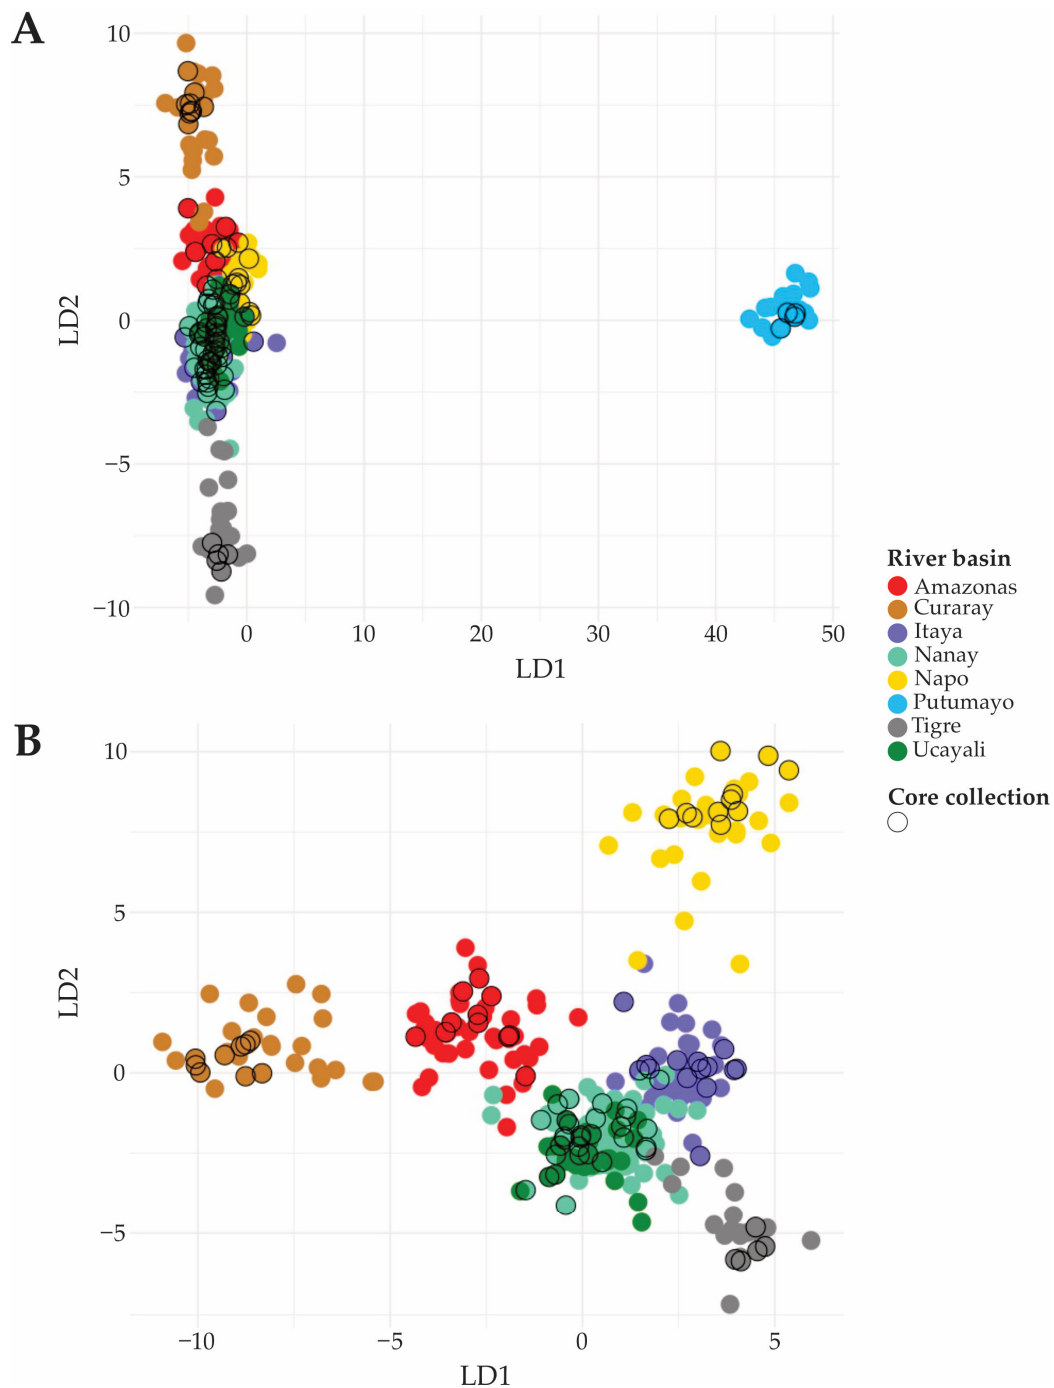 A
10
5
0
−5
−10
LD2
0
10
20
30
40
50
LD1
River basin
Amazonas
Curaray
Itaya
Nanay
Napo
Putumayo
Tigre
Ucayali
Core collection
B
10
5
0
−5
LD2
−10
−5
0
5
LD1